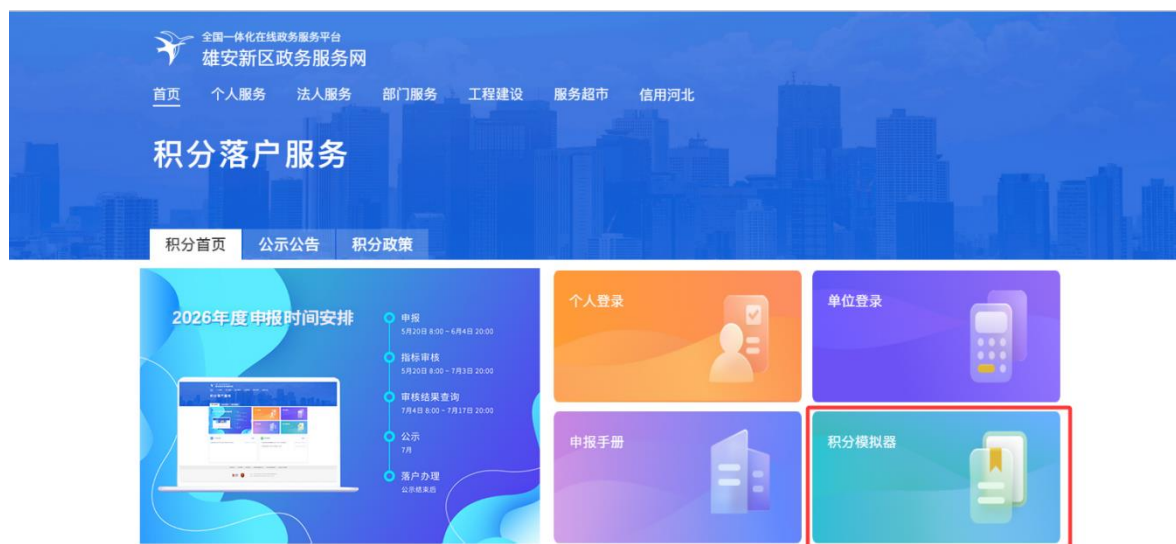 全国一体化在线政务服务平台
雄安新区政务服务网
首页 个人服务 法人服务 部门服务 工程建设 服务超市 信用河北
积分落户服务
积分首页 公示公告 积分政策
2026年度申报时间安排
申报
5月20日 8:00 ~ 6月4日 20:00
指标审核
5月20日 8:00 ~ 7月3日 20:00
审核结果查询
7月4日 8:00 ~ 7月17日 20:00
公示
7月
落户办理
公示结束后
个人登录
单位登录
申报手册
积分模拟器